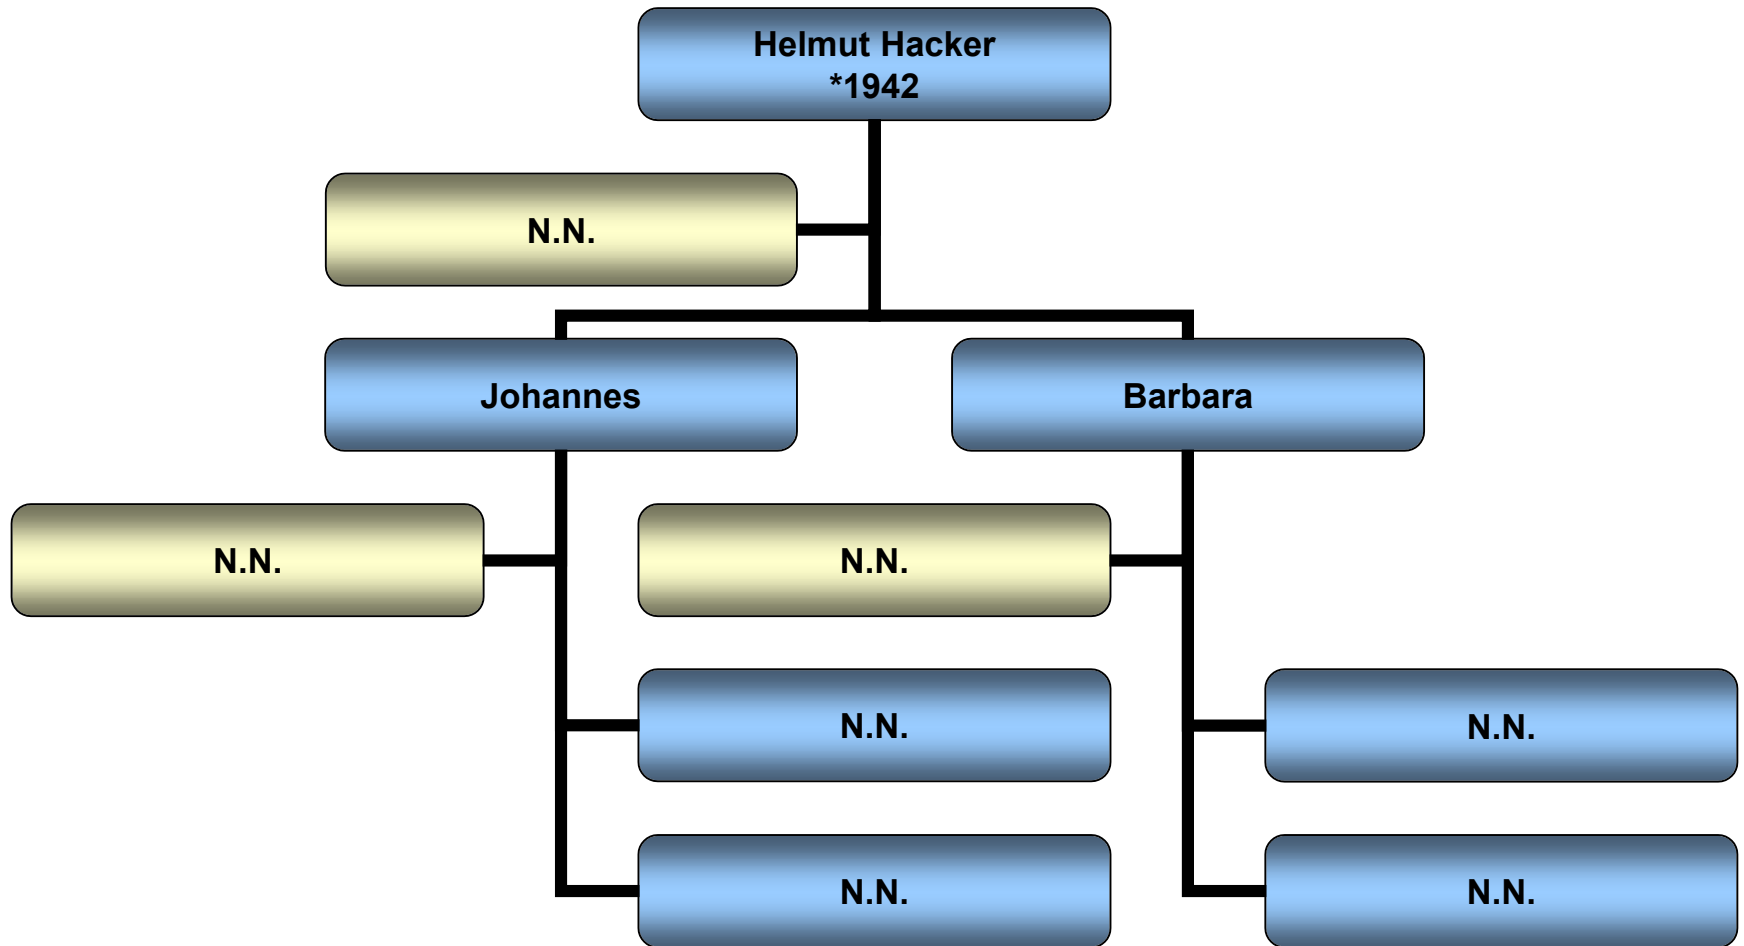 Helmut Hacker
*1942
N.N.
Johannes
Barbara
N.N.
N.N.
N.N.
N.N.
N.N.
N.N.